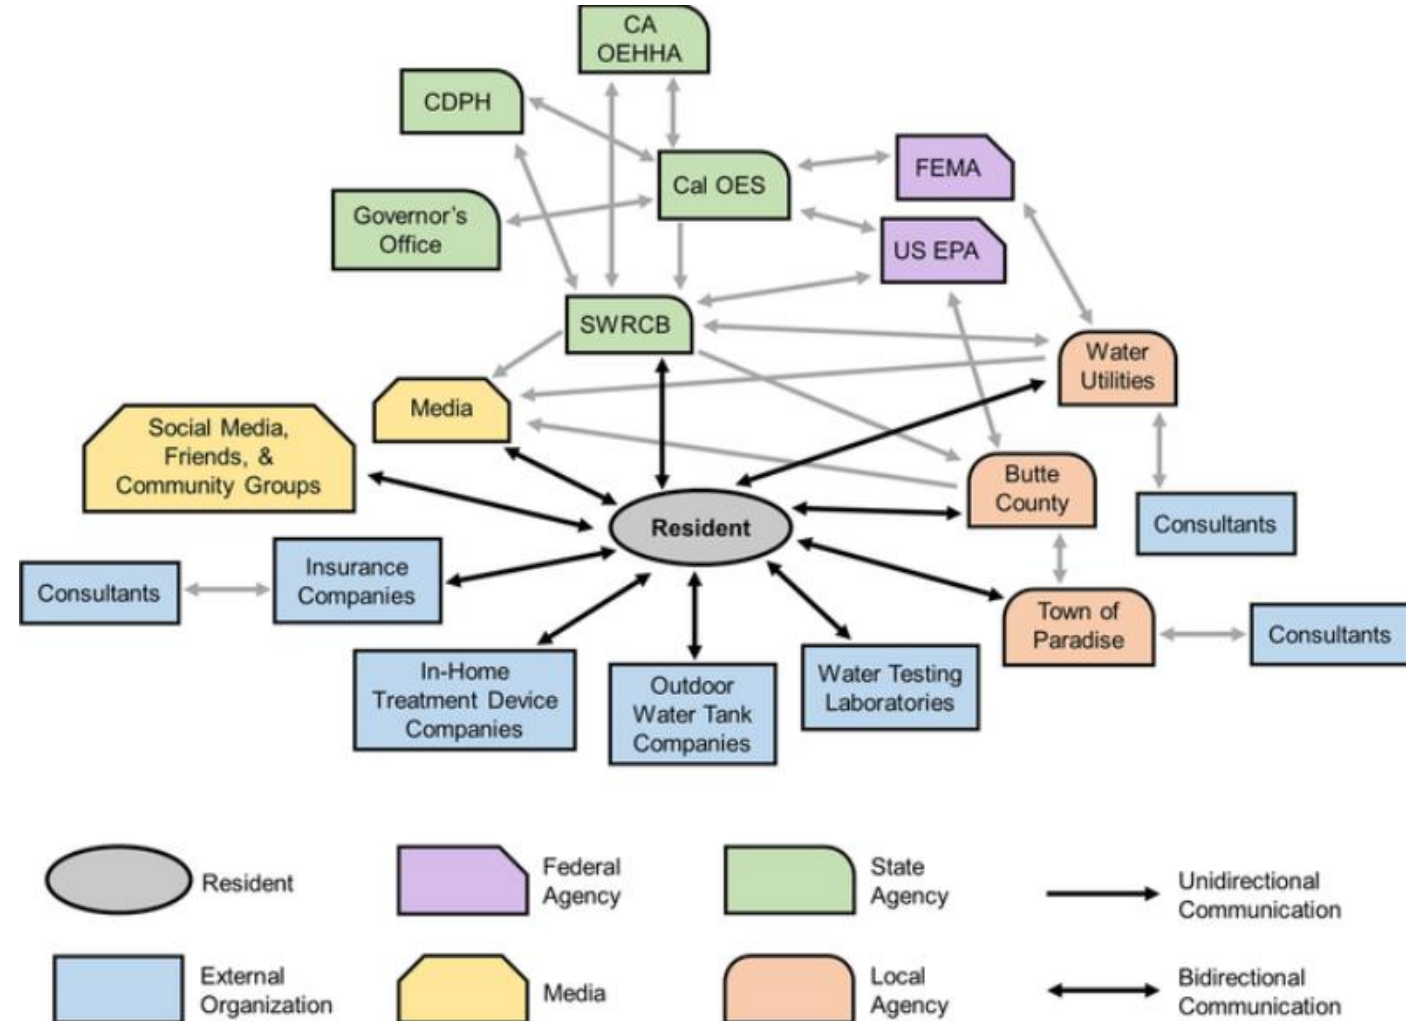 CA
OEHHA
CDPH
Cal OES
FEMA
Governor's
Office
US EPA
SWRCB
Water
Utilities
Media
Social Media,
Friends, &
Community Groups
Butte
County
Consultants
Resident
Insurance
Companies
Consultants
Town of
Paradise
Consultants
In-Home
Treatment Device
Companies
Outdoor
Water Tank
Companies
Water Testing
Laboratories
Resident
Federal
Agency
State
Agency
Unidirectional
Communication
External
Organization
Media
Local
Agency
Bidirectional
Communication